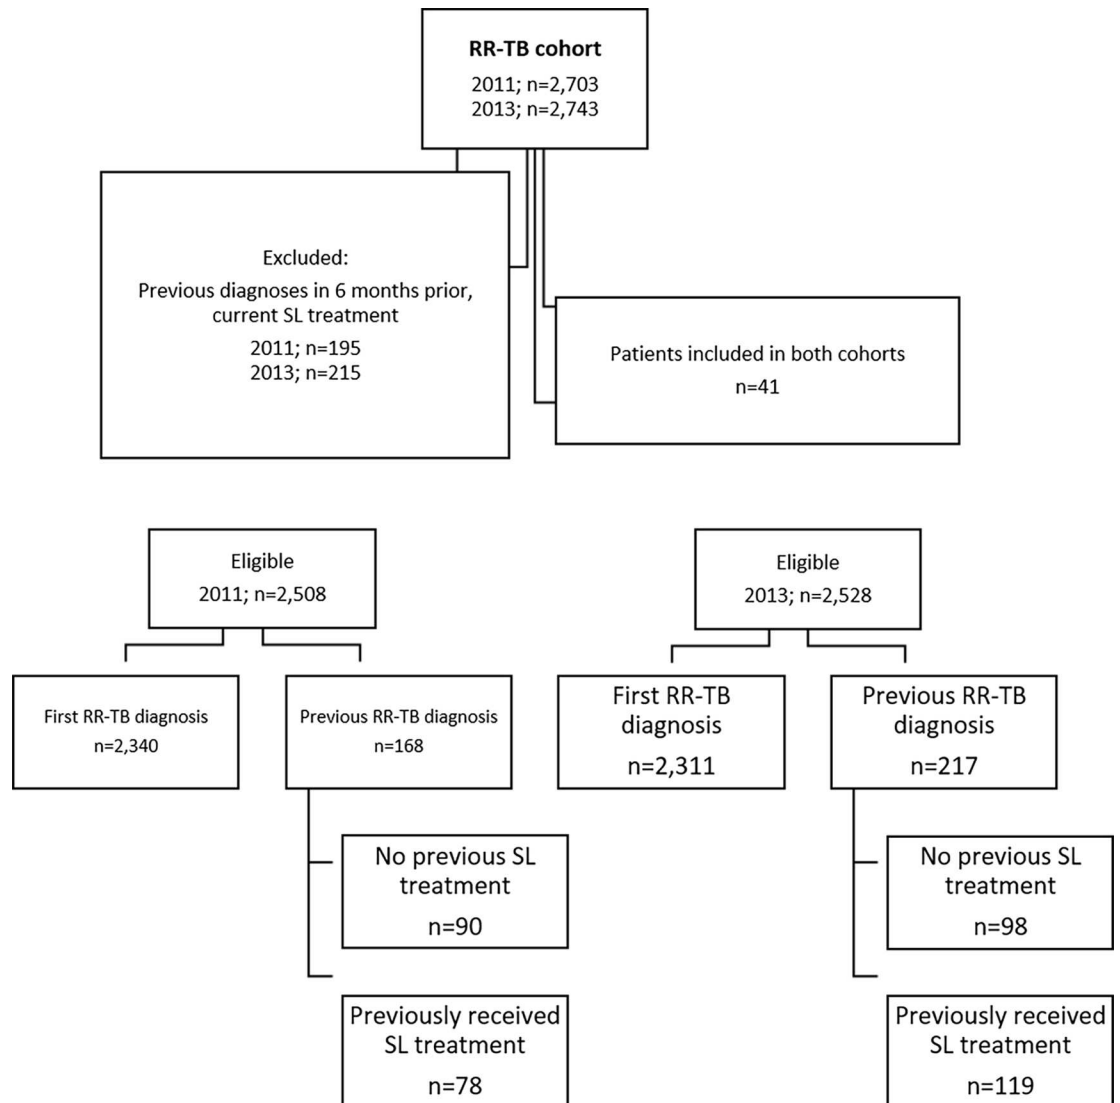 RR-TB cohort
2011; n=2,703
2013; n=2,743
Excluded:
Previous diagnoses in 6 months prior,
current SL treatment
2011; n=195
2013; n=215
Patients included in both cohorts
n=41
Eligible
2011; n=2,508
Eligible
2013; n=2,528
First RR-TB diagnosis
n=2,340
Previous RR-TB diagnosis
n=168
First RR-TB
diagnosis
n=2,311
Previous RR-TB
diagnosis
n=217
No previous SL
treatment
n=90
No previous SL
treatment
n=98
Previously received
SL treatment
n=78
Previously received
SL treatment
n=119